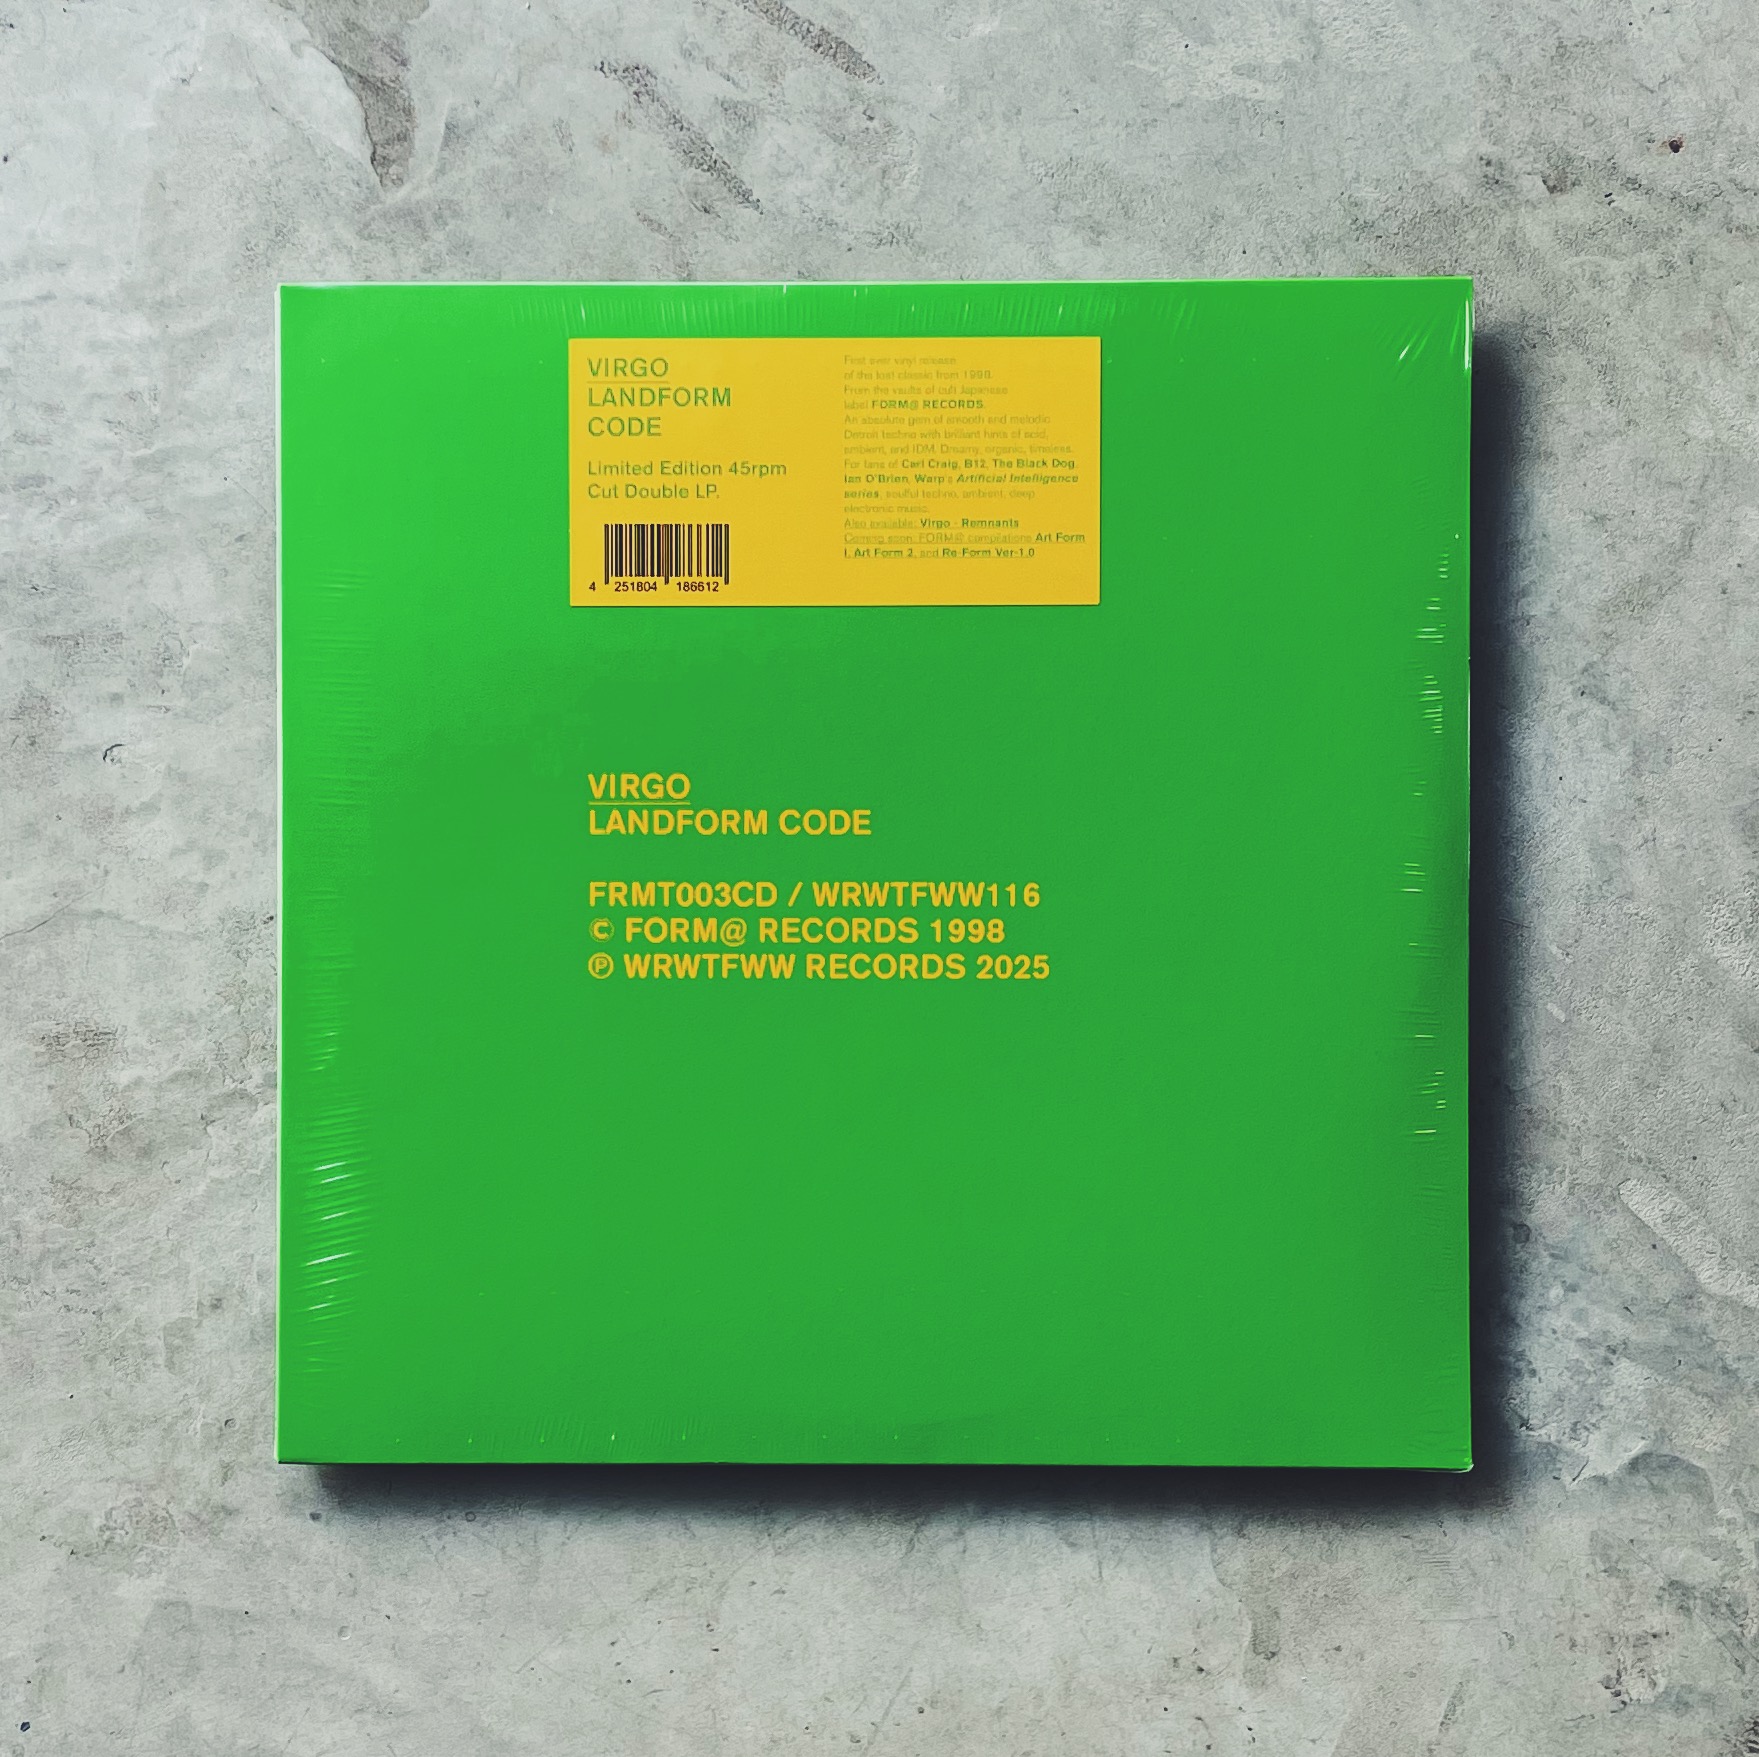 VIRGO
LANDFORM
CODE
Limited Edition 45rpm
Cut Double LP.
4 251804 186612
First ever vinyl release
of the lost classic from 1998.
From the vaults of cult Japanese
label FORM@ RECORDS.
An absolute gem of smooth and melodic
Detroit techno with brilliant hints of acid,
ambient, and IDM. Dreamy, organic, timeless.
For fans of Carl Craig, B12, The Black Dog,
Ian O'Brien, Warp's Artificial Intelligence
series, soulful techno, ambient, deep
electronic music.
Also available: Virgo - Remnants
Coming soon: FORM@ compilations Art Form
1, Art Form 2, and Re-Form Ver-1.0
VIRGO
LANDFORM CODE
FRMT003CD / WRWTFWW116
© FORM@ RECORDS 1998
℗ WRWTFWW RECORDS 2025